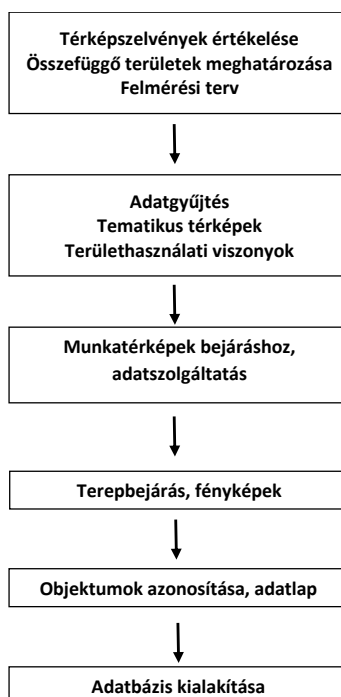 Térképszelvények értékelése
Összefüggő területek meghatározása
Felmérési terv
Adatgyűjtés
Tematikus térképek
Területhasználati viszonyok
Munkatérképek bejáráshoz,
adatszolgáltatás
Terepbejárás, fényképek
Objektumok azonosítása, adatlap
Adatbázis kialakítása